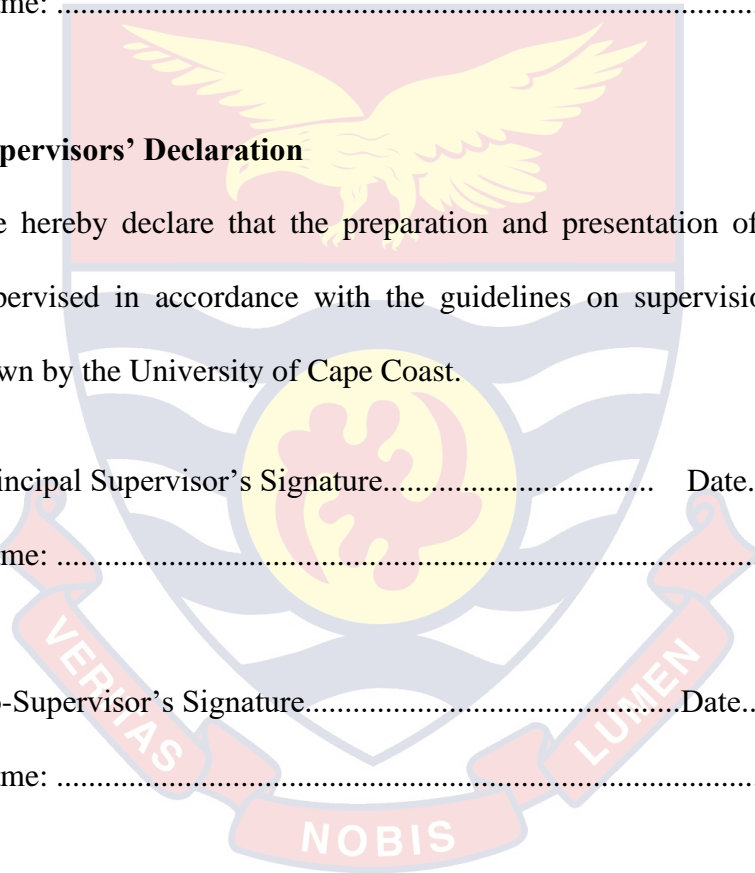 me: ....................................................................................
pervisors’ Declaration
e hereby declare that the preparation and presentation of
pervised in accordance with the guidelines on supervisio
wn by the University of Cape Coast.
incipal Supervisor’s Signature................................. Date.
me: ....................................................................................
o-Supervisor’s Signature..............................................Date..
me: ....................................................................................
VERITAS
NOBIS
LUMEN